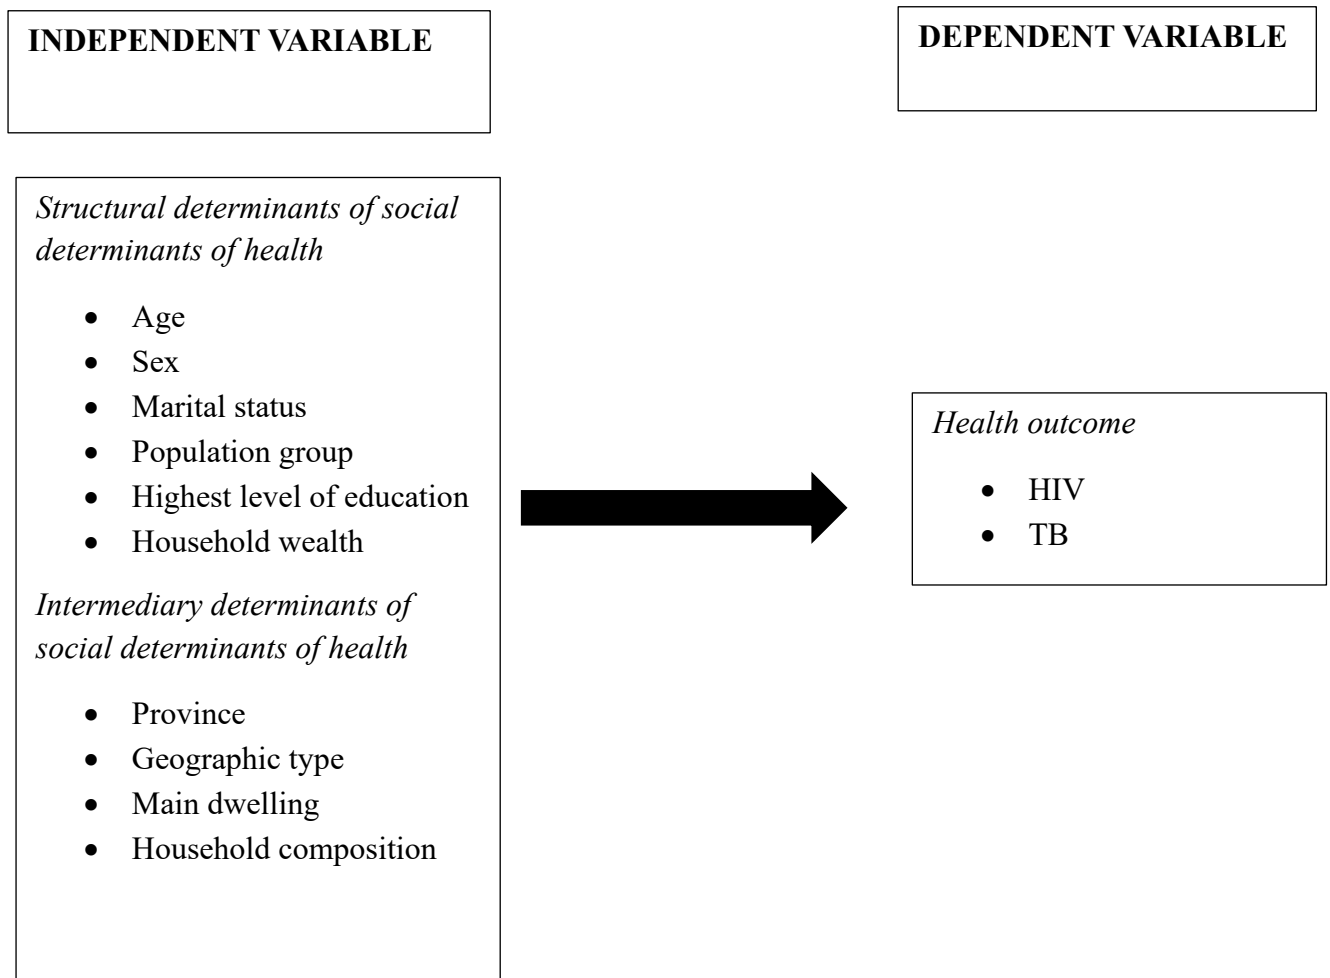 INDEPENDENT VARIABLE
DEPENDENT VARIABLE
Structural determinants of social
determinants of health
• Age
• Sex
• Marital status
• Population group
• Highest level of education
• Household wealth
Intermediary determinants of
social determinants of health
• Province
• Geographic type
• Main dwelling
• Household composition
Health outcome
• HIV
• TB